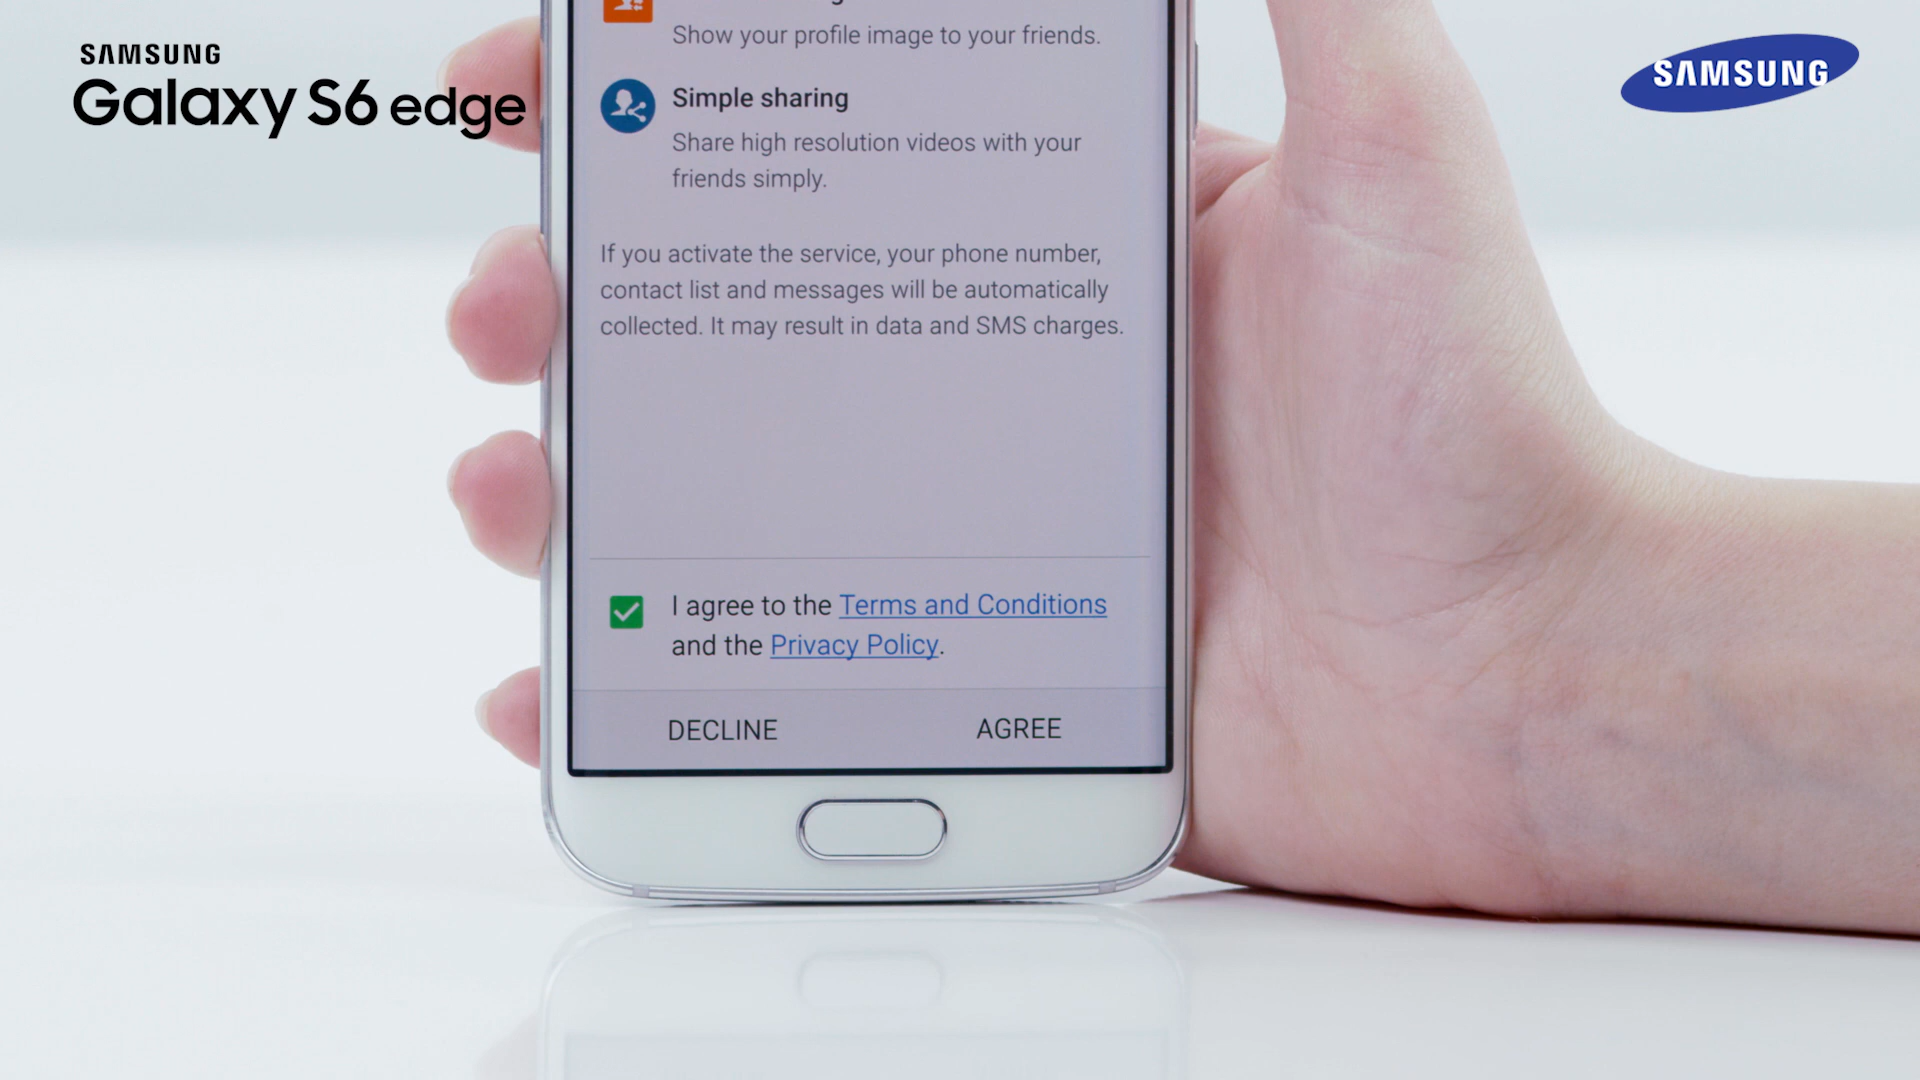 SAMSUNG
Galaxy S6 edge
SAMSUNG
Show your profile image to your friends.
Simple sharing
Share high resolution videos with your
friends simply.
If you activate the service, your phone number,
contact list and messages will be automatically
collected. It may result in data and SMS charges.
I agree to the Terms and Conditions
and the Privacy Policy.
DECLINE
AGREE